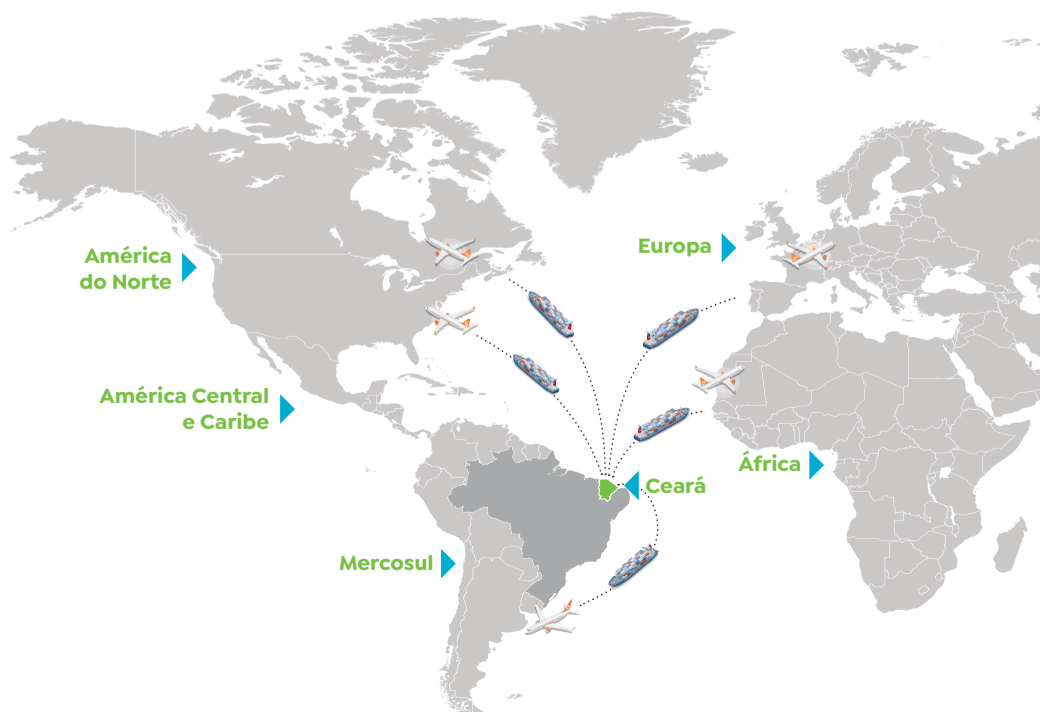 América
do Norte
Europa
América Central
e Caribe
África
Ceará
Mercosul